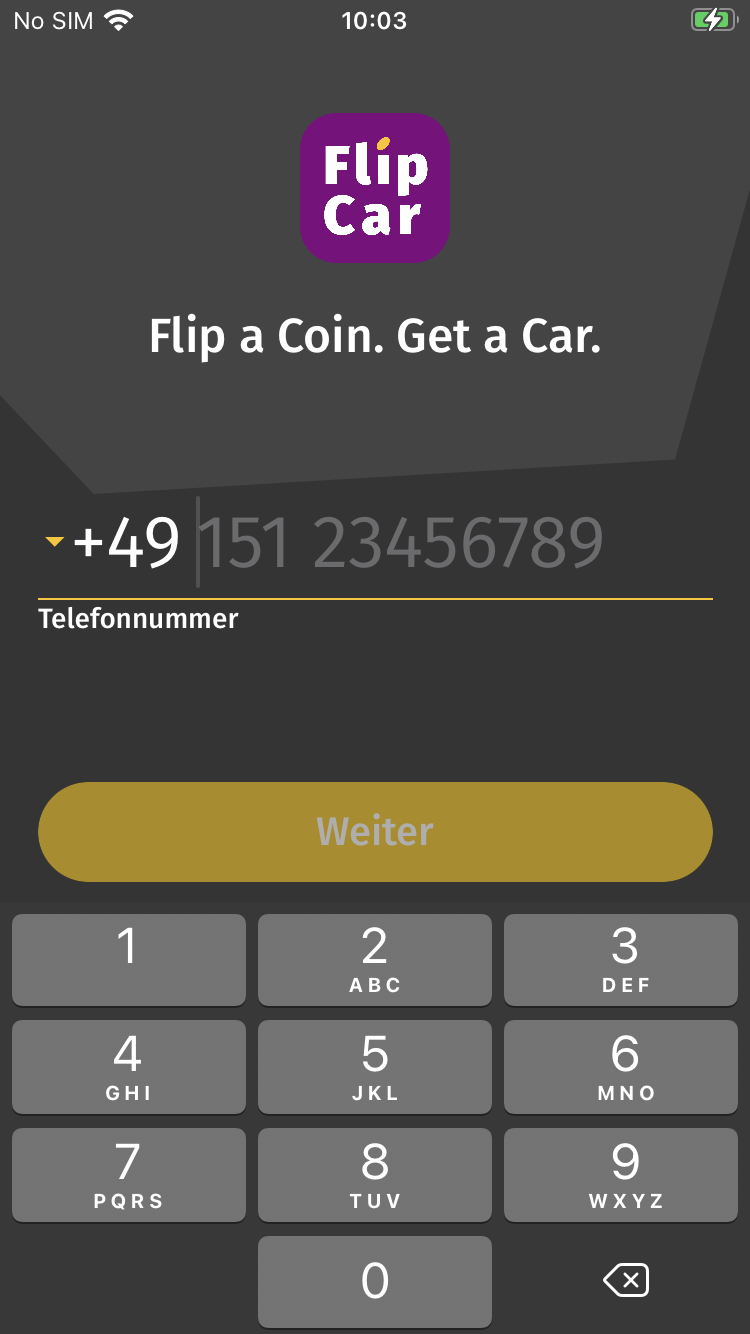 No SIM 10:03
Flip
Car
Flip a Coin. Get a Car.
+49 151 23456789
Telefonnummer
Weiter
1 2 3
ABC DEF
4 5 6
GHI JKL MNO
7 8 9
PQRS TUV WXYZ
0